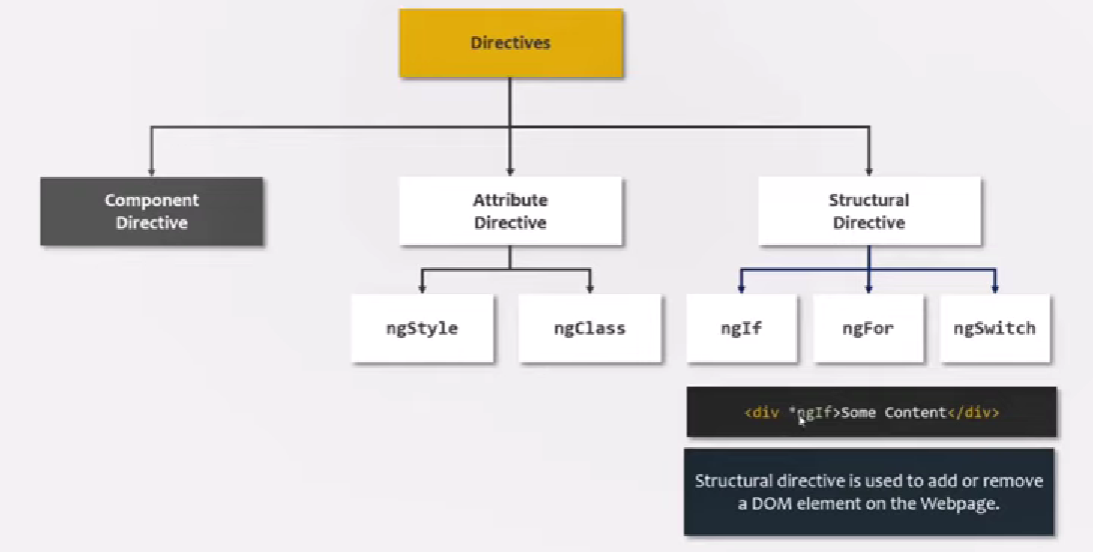 Directives
Component
Directive
Attribute
Directive
Structural
Directive
ngStyle
ngClass
ngIf
ngFor
ngSwitch
<div *ngIf>Some Content</div>
Structural directive is used to add or remove
a DOM element on the Webpage.